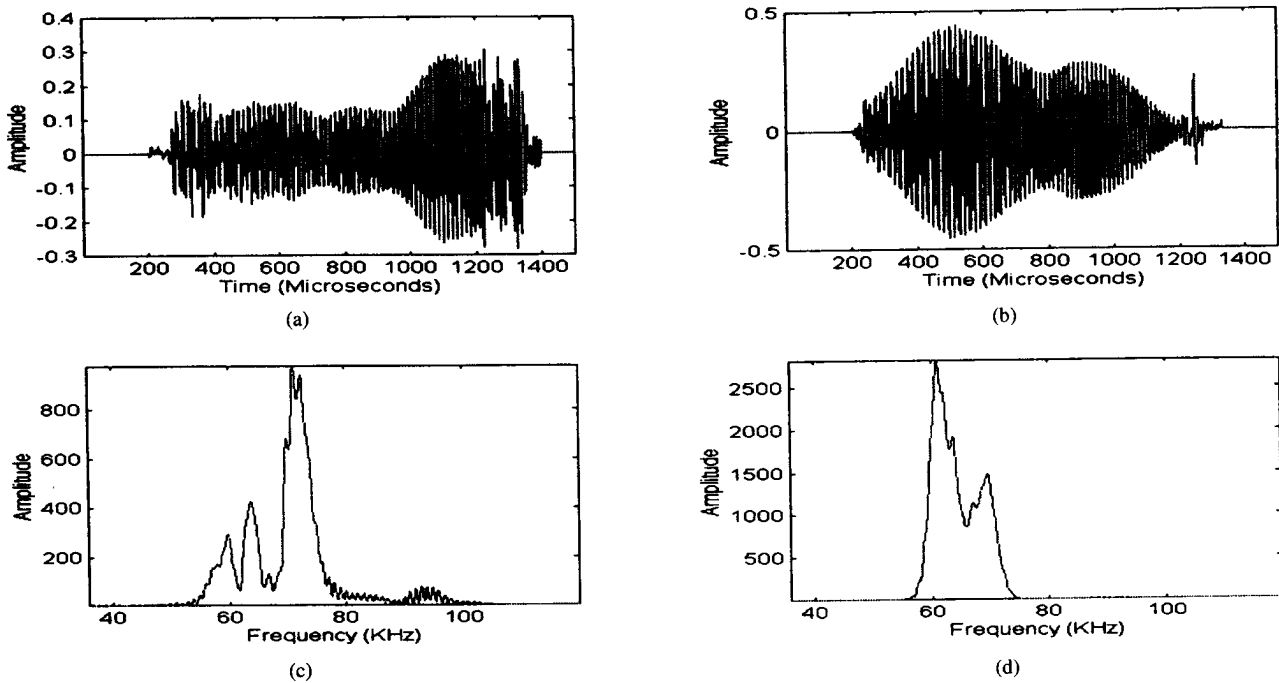 0.4
0.3
0.2
0.1
0
-0.1
-0.2
-0.3
Amplitude
200 400 600 800 1000 1200 1400
Time (Microseconds)
(a)
0.5
0
-0.5
Amplitude
200 400 600 800 1000 1200 1400
Time (Microseconds)
(b)
800
600
400
200
Amplitude
40 60 80 100
Frequency (KHz)
(c)
2500
2000
1500
1000
500
Amplitude
40 60 80 100
Frequency (KHz)
(d)